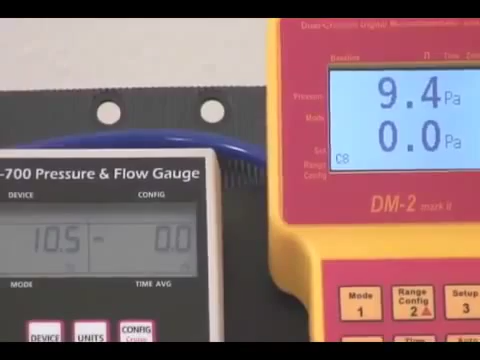 Dual-Channel Digital
Baseline
Time
Pressure
9.4 Pa
Mode
0.0 Pa
Set
Range
Config
C8
DM-2 mark II
Mode
1
Range
Config
2
Setup
3
-700 Pressure & Flow Gauge
DEVICE
CONFIG
10.5 - 0.0
MODE
TIME AVG
DEVICE
UNITS
CONFIG